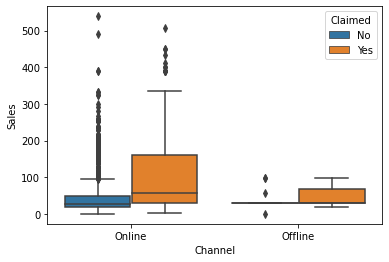 Claimed
No
Yes
500
400
300
200
100
0
Sales
Online
Offline
Channel